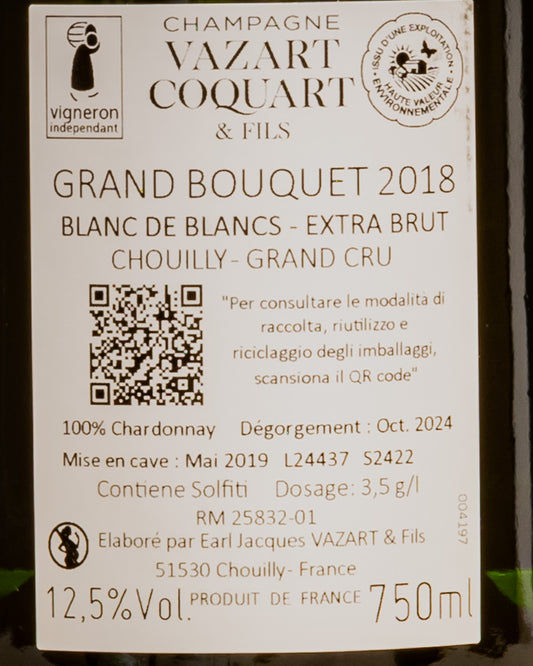 CHAMPAGNE
VAZART
COQUART
& FILS
vigneron
independant
ISSU D'UNE EXPLOITATION
HAUTE VALEUR
ENVIRONNEMENTALE
GRAND BOUQUET 2018
BLANC DE BLANCS - EXTRA BRUT
CHOUILLY - GRAND CRU
"Per consultare le modalità di
raccolta, riutilizzo e
riciclaggio degli imballaggi,
scansiona il QR code"
100% Chardonnay Dégorgement : Oct. 2024
Mise en cave : Mai 2019 L24437 S2422
Contiene Solfiti Dosage: 3,5 g/l
RM 25832-01
Elaboré par Earl Jacques VAZART & Fils
51530 Chouilly - France
12,5%Vol. PRODUIT DE FRANCE 750ml
004197